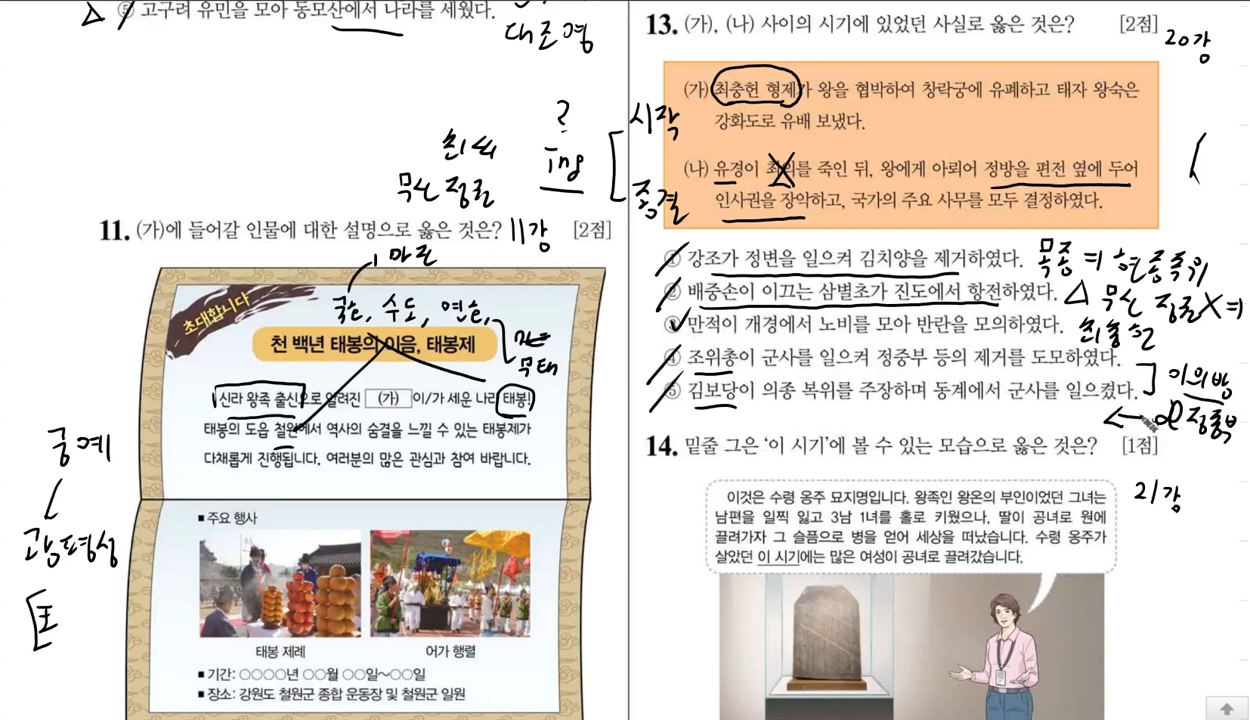 ⑤ 고구려 유민을 모아 동모산에서 나라를 세웠다.
대조영
최씨
무신 정권
?
ing
시작
종결
11. (가)에 들어갈 인물에 대한 설명으로 옳은 것은? [2점]
11강
마진
국호, 수도, 연호,
무태
초대합니다
천 백년 태봉의 이음, 태봉제
신라 왕족 출신으로 알려진 (가) 이/가 세운 나라 태봉!
태봉의 도읍 철원에서 역사의 숨결을 느낄 수 있는 태봉제가
다채롭게 진행됩니다. 여러분의 많은 관심과 참여 바랍니다.
궁예
광평성
■ 주요 행사
태봉 제례
어가 행렬
■ 기간: ○○○○년 ○○월 ○○일~○○일
■ 장소: 강원도 철원군 종합 운동장 및 철원군 일원
13. (가), (나) 사이의 시기에 있었던 사실로 옳은 것은? [2점]
20강
(가) 최충헌 형제가 왕을 협박하여 창락궁에 유폐하고 태자 왕숙은
강화도로 유배 보냈다.
(나) 유경이 최의를 죽인 뒤, 왕에게 아뢰어 정방을 편전 옆에 두어
인사권을 장악하고, 국가의 주요 사무를 모두 결정하였다.
① 강조가 정변을 일으켜 김치양을 제거하였다.
목종 = 현종 즉위
② 배중손이 이끄는 삼별초가 진도에서 항전하였다.
무신 정권 X =
③ 만적이 개경에서 노비를 모아 반란을 모의하였다.
최충헌
④ 조위총이 군사를 일으켜 정중부 등의 제거를 도모하였다.
⑤ 김보당이 의종 복위를 주장하며 동계에서 군사를 일으켰다.
이의방
정중부
14. 밑줄 그은 '이 시기'에 볼 수 있는 모습으로 옳은 것은? [1점]
21강
이것은 수령 옹주 묘지명입니다. 왕족인 왕온의 부인이었던 그녀는
남편을 일찍 잃고 3남 1녀를 홀로 키웠으나, 딸이 공녀로 원에
끌려가자 그 슬픔으로 병을 얻어 세상을 떠났습니다. 수령 옹주가
살았던 이 시기에는 많은 여성이 공녀로 끌려갔습니다.